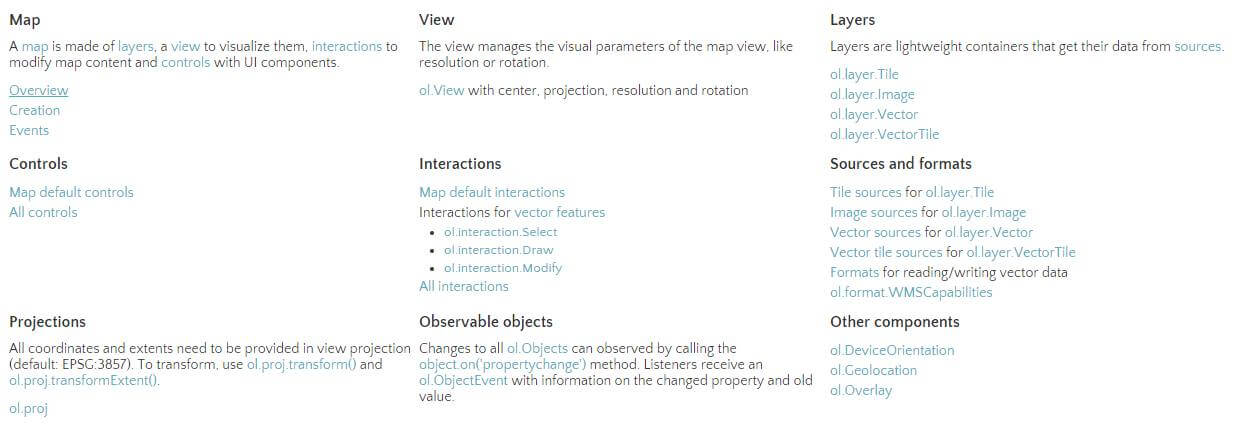 Map
A map is made of layers, a view to visualize them, interactions to
modify map content and controls with UI components.
Overview
Creation
Events
View
The view manages the visual parameters of the map view, like
resolution or rotation.
ol.View with center, projection, resolution and rotation
Layers
Layers are lightweight containers that get their data from sources.
ol.layer.Tile
ol.layer.Image
ol.layer.Vector
ol.layer.VectorTile
Controls
Map default controls
All controls
Interactions
Map default interactions
Interactions for vector features
• ol.interaction.Select
• ol.interaction.Draw
• ol.interaction.Modify
All interactions
Sources and formats
Tile sources for ol.layer.Tile
Image sources for ol.layer.Image
Vector sources for ol.layer.Vector
Vector tile sources for ol.layer.VectorTile
Formats for reading/writing vector data
ol.format.WMSCapabilities
Projections
All coordinates and extents need to be provided in view projection
(default: EPSG:3857). To transform, use ol.proj.transform() and
ol.proj.transformExtent().
ol.proj
Observable objects
Changes to all ol.Objects can observed by calling the
object.on('propertychange') method. Listeners receive an
ol.ObjectEvent with information on the changed property and old
value.
Other components
ol.DeviceOrientation
ol.Geolocation
ol.Overlay